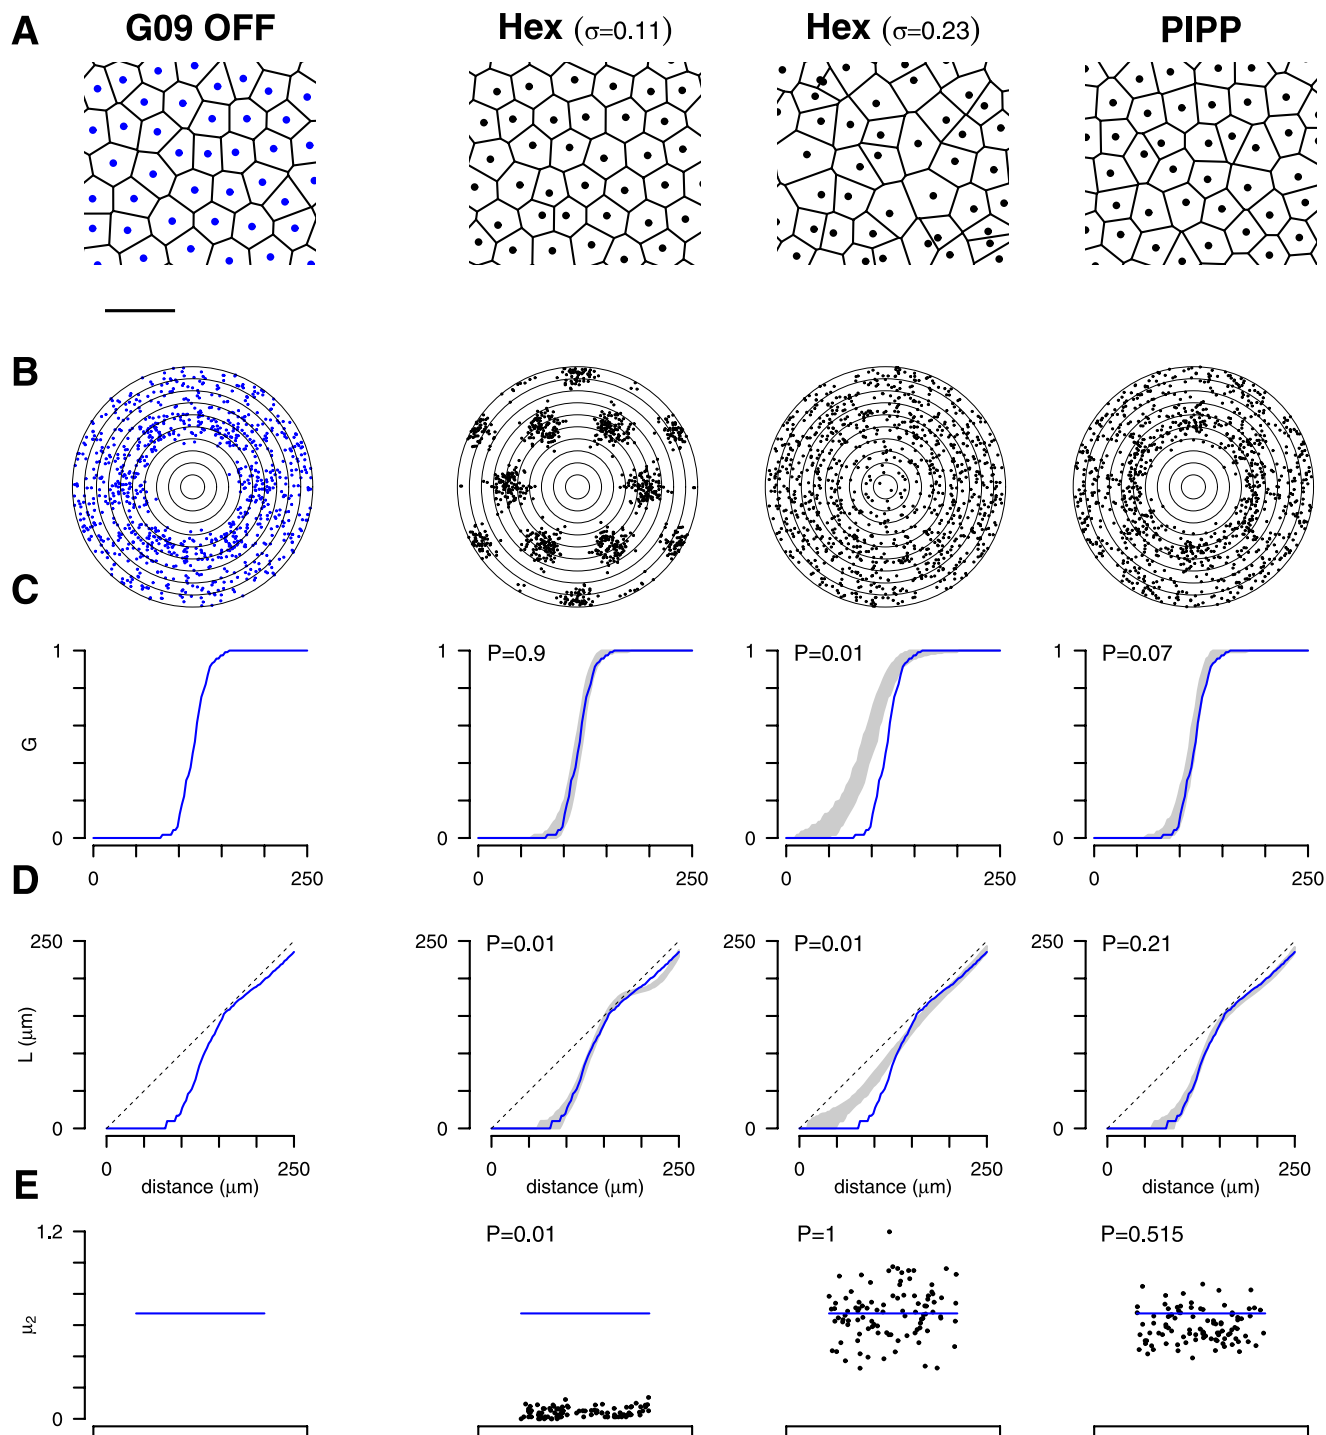 A G09 OFF Hex (σ=0.11) Hex (σ=0.23) PIPP
B
C
1 1 P=0.9 1 P=0.01 1 P=0.07
G
0 0 0 0
0 250 0 250 0 250 0 250
D
250 250 P=0.01 250 P=0.01 250 P=0.21
L (μm)
0 0 0 0
0 250 0 250 0 250 0 250
distance (μm) distance (μm) distance (μm) distance (μm)
E
1.2 P=0.01 P=1 P=0.515
μ2
0